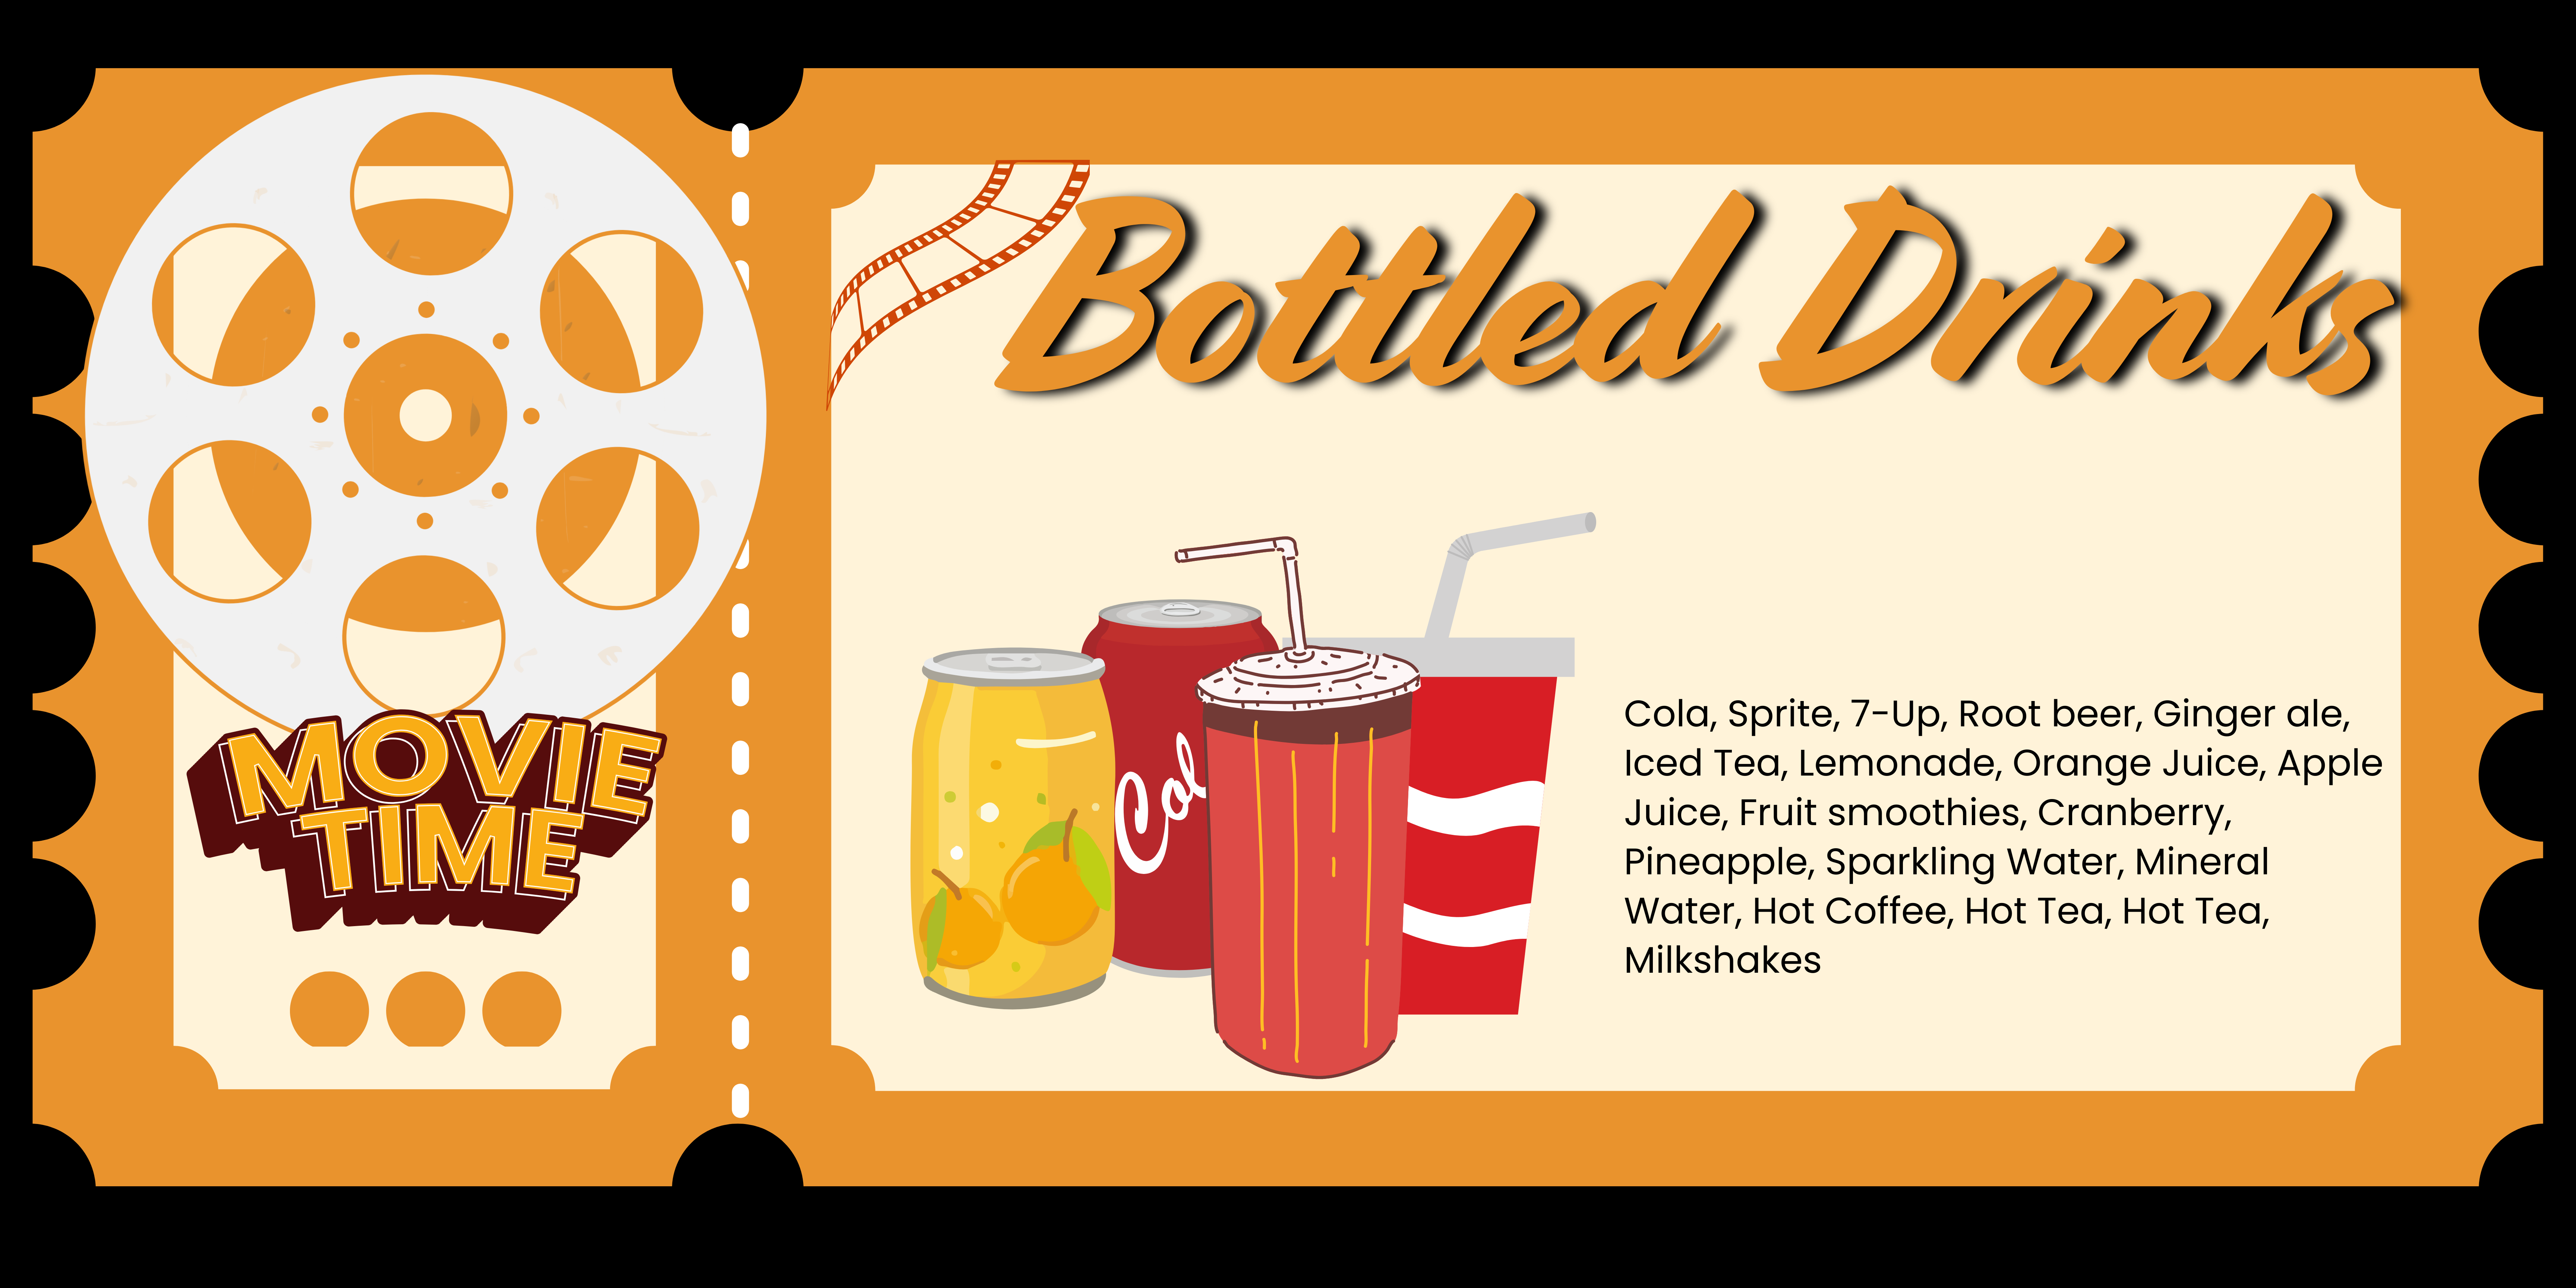 Bottled Drinks
MOVIE
TIME
Col
Cola, Sprite, 7-Up, Root beer, Ginger ale,
Iced Tea, Lemonade, Orange Juice, Apple
Juice, Fruit smoothies, Cranberry,
Pineapple, Sparkling Water, Mineral
Water, Hot Coffee, Hot Tea, Hot Tea,
Milkshakes